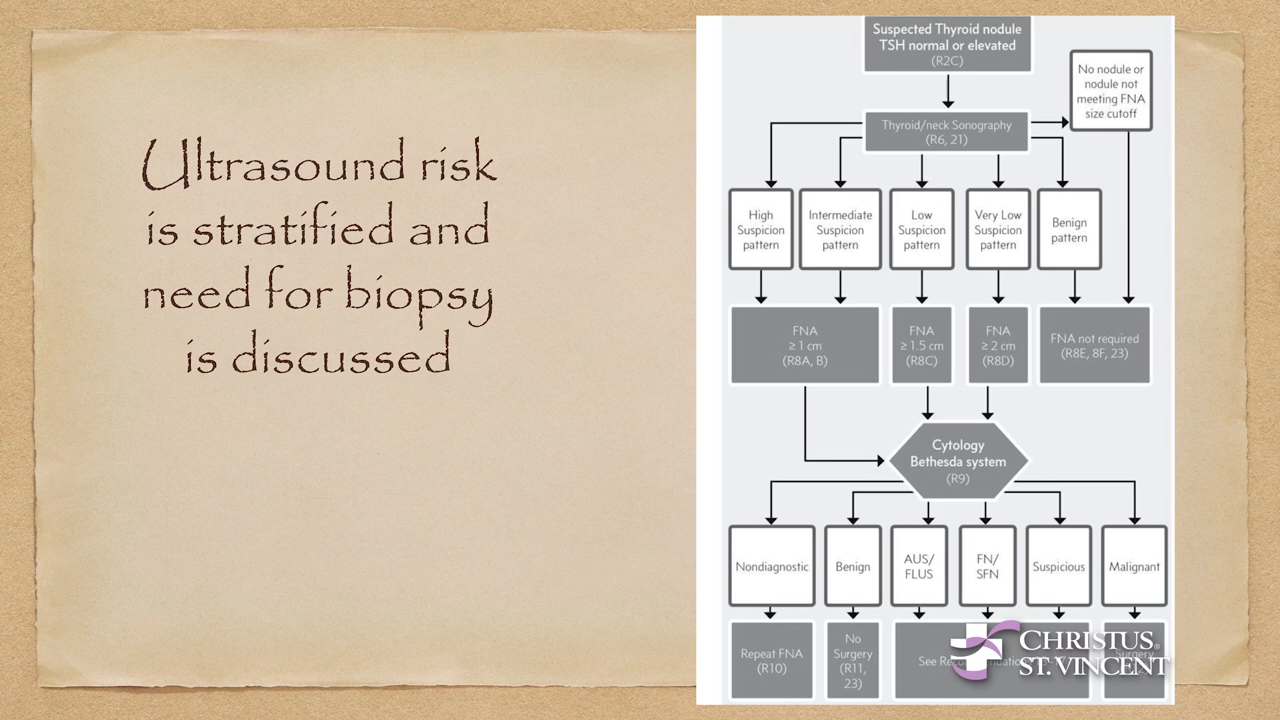 Ultrasound risk
is stratified and
need for biopsy
is discussed
Suspected Thyroid nodule
TSH normal or elevated
(R2C)
No nodule or
nodule not
meeting FNA
size cutoff
Thyroid/neck Sonography
(R6, 21)
High
Suspicion
pattern
Intermediate
Suspicion
pattern
Low
Suspicion
pattern
Very Low
Suspicion
pattern
Benign
pattern
FNA
≥ 1 cm
(R8A, B)
FNA
≥ 1.5 cm
(R8C)
FNA
≥ 2 cm
(R8D)
FNA not required
(R8E, 8F, 23)
Cytology
Bethesda system
(R9)
Nondiagnostic
Benign
AUS/
FLUS
FN/
SFN
Suspicious
Malignant
Repeat FNA
(R10)
No
Surgery
(R11,
23)
See
Surgery
CHRISTUS®
ST. VINCENT